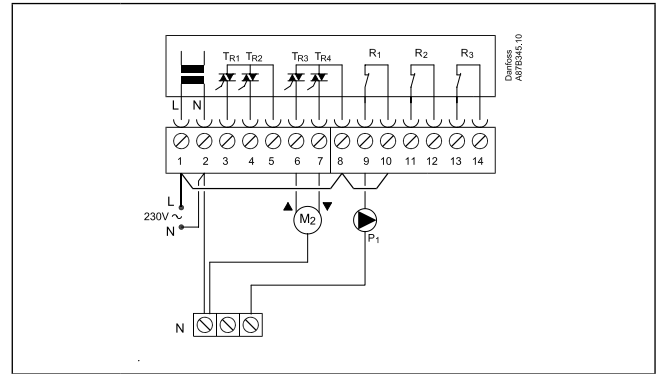 TR1 TR2 TR3 TR4 R1 R2 R3
Danfoss
A87B345.10
L N
1 2 3 4 5 6 7 8 9 10 11 12 13 14
L
230V ~
N
M2
P1
N